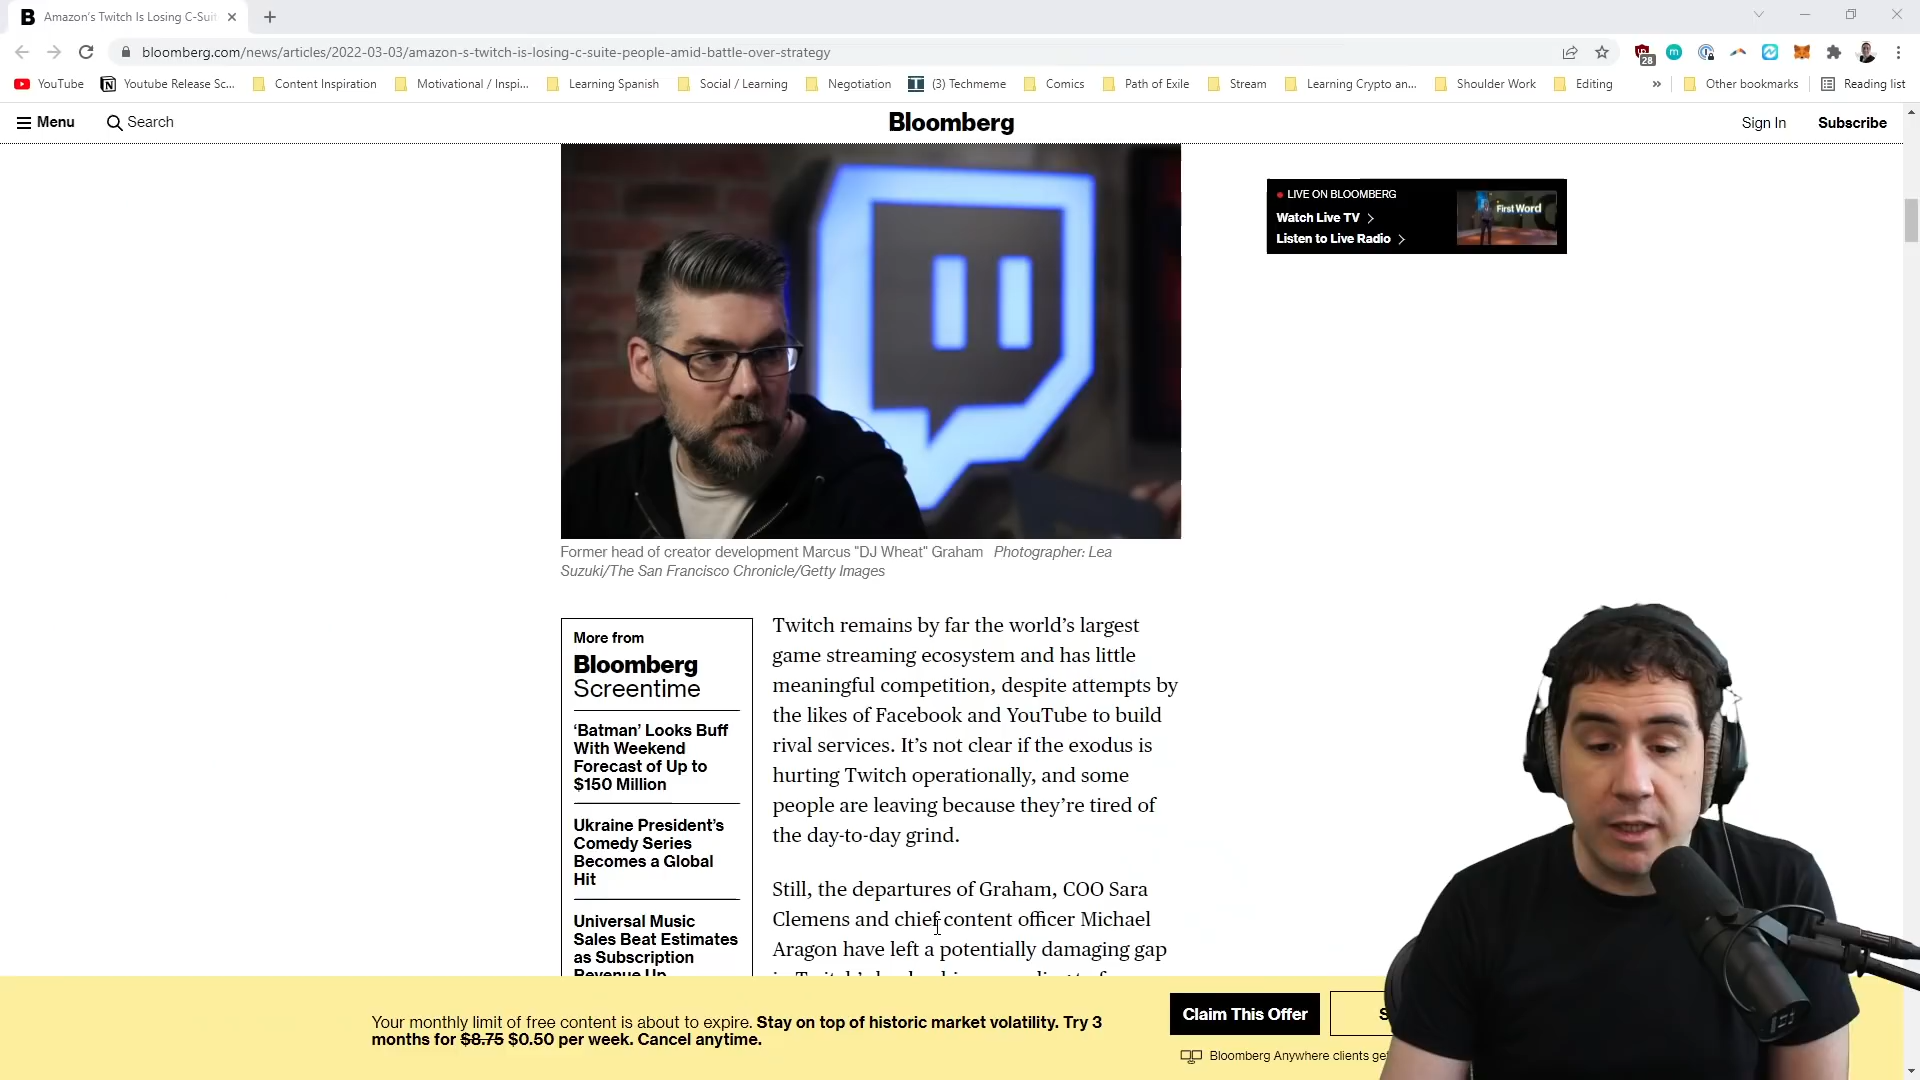 Amazon's Twitch Is Losing C-Suit
bloomberg.com/news/articles/2022-03-03/amazon-s-twitch-is-losing-c-suite-people-amid-battle-over-strategy
28
YouTube
Youtube Release Sc...
Content Inspiration
Motivational / Inspi...
Learning Spanish
Social / Learning
Negotiation
(3) Techmeme
Comics
Path of Exile
Stream
Learning Crypto an...
Shoulder Work
Editing
»
Other bookmarks
Reading list
Menu
Search
Bloomberg
Sign In
Subscribe
LIVE ON BLOOMBERG
Watch Live TV
Listen to Live Radio
First Word
Former head of creator development Marcus "DJ Wheat" Graham Photographer: Lea
Suzuki/The San Francisco Chronicle/Getty Images
More from
Bloomberg
Screentime
‘Batman’ Looks Buff
With Weekend
Forecast of Up to
$150 Million
Ukraine President’s
Comedy Series
Becomes a Global
Hit
Universal Music
Sales Beat Estimates
as Subscription
Revenue Up
Twitch remains by far the world’s largest
game streaming ecosystem and has little
meaningful competition, despite attempts by
the likes of Facebook and YouTube to build
rival services. It’s not clear if the exodus is
hurting Twitch operationally, and some
people are leaving because they’re tired of
the day-to-day grind.
Still, the departures of Graham, COO Sara
Clemens and chief content officer Michael
Aragon have left a potentially damaging gap
Your monthly limit of free content is about to expire. Stay on top of historic market volatility. Try 3
months for $8.75 $0.50 per week. Cancel anytime.
Claim This Offer
S
Bloomberg Anywhere clients get